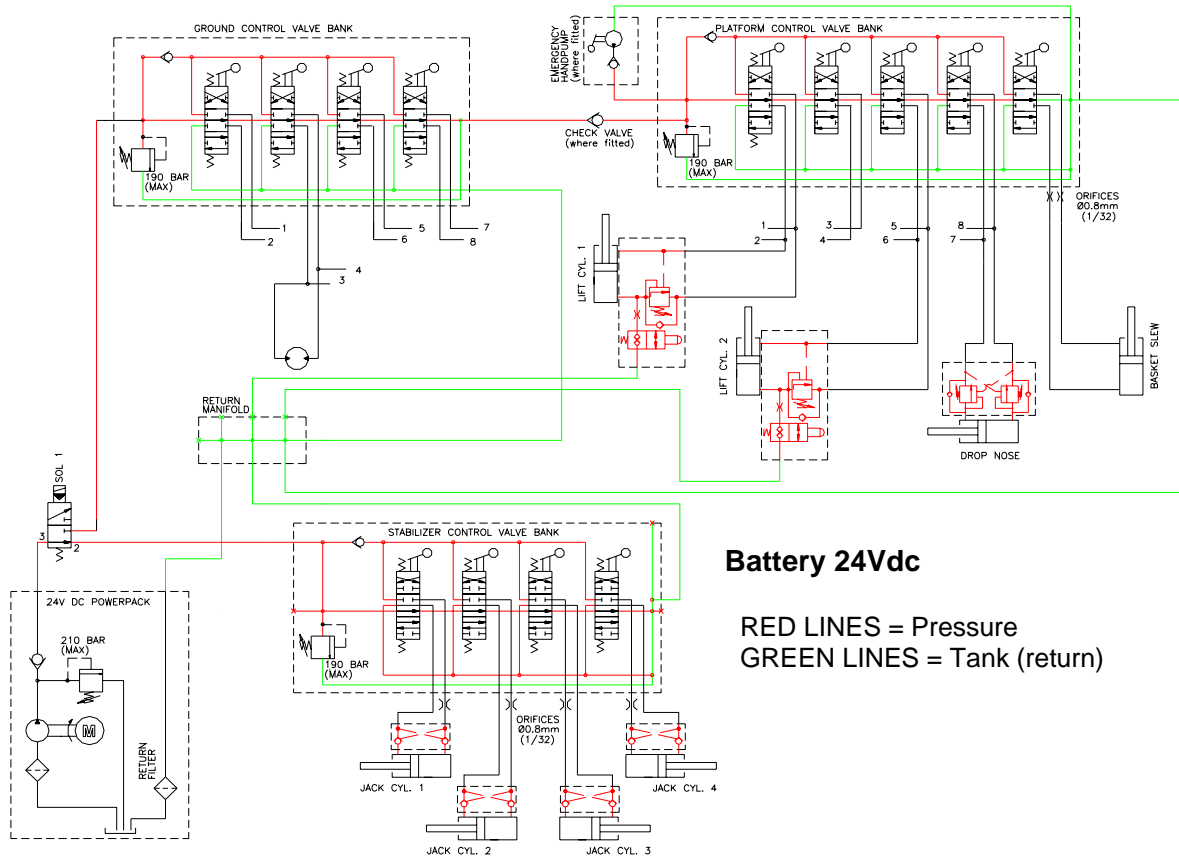 GROUND CONTROL VALVE BANK
190 BAR
(MAX)
1
2
3
4
5
6
7
8
EMERGENCY
HANDPUMP
(where fitted)
PLATFORM CONTROL VALVE BANK
CHECK VALVE
(where fitted)
190 BAR
(MAX)
ORIFICES
Ø0.8mm
(1/32)
1
2
3
4
5
6
8
7
LIFT CYL. 1
LIFT CYL. 2
DROP NOSE
BASKET SLEW
RETURN
MANIFOLD
SOL 1
3
2
STABILIZER CONTROL VALVE BANK
190 BAR
(MAX)
ORIFICES
Ø0.8mm
(1/32)
JACK CYL. 1
JACK CYL. 2
JACK CYL. 3
JACK CYL. 4
24V DC POWERPACK
210 BAR
(MAX)
M
RETURN
FILTER
Battery 24Vdc
RED LINES = Pressure
GREEN LINES = Tank (return)